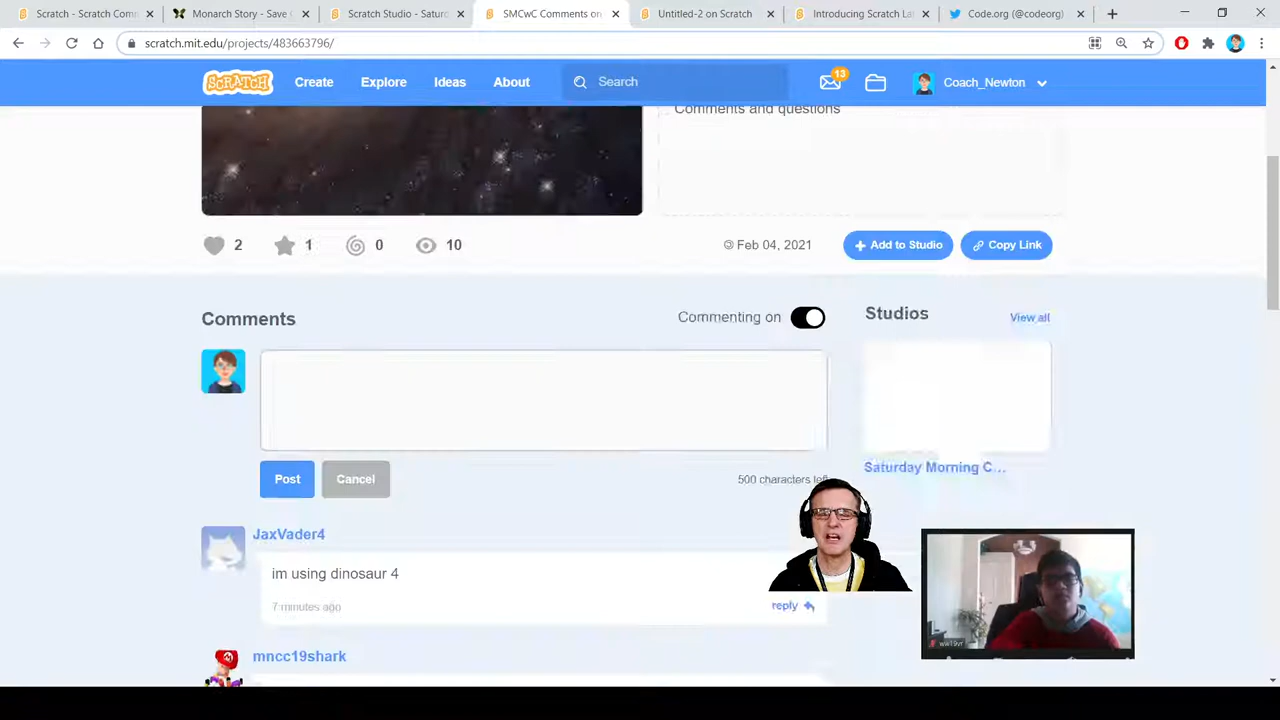 Scratch - Scratch Com
Monarch Story - Save
Scratch Studio - Satur
SMCwC Comments on
Untitled-2 on Scratch
Introducing Scratch La
Code.org (@codeorg)
scratch.mit.edu/projects/483663796/
SCRATCH
Create
Explore
Ideas
About
Search
13
Coach_Newton
Comments and questions
2
1
0
10
© Feb 04, 2021
Add to Studio
Copy Link
Comments
Commenting on
Studios
View all
Post
Cancel
500 characters left
Saturday Morning C...
JaxVader4
im using dinosaur 4
7 minutes ago
reply
mncc19shark